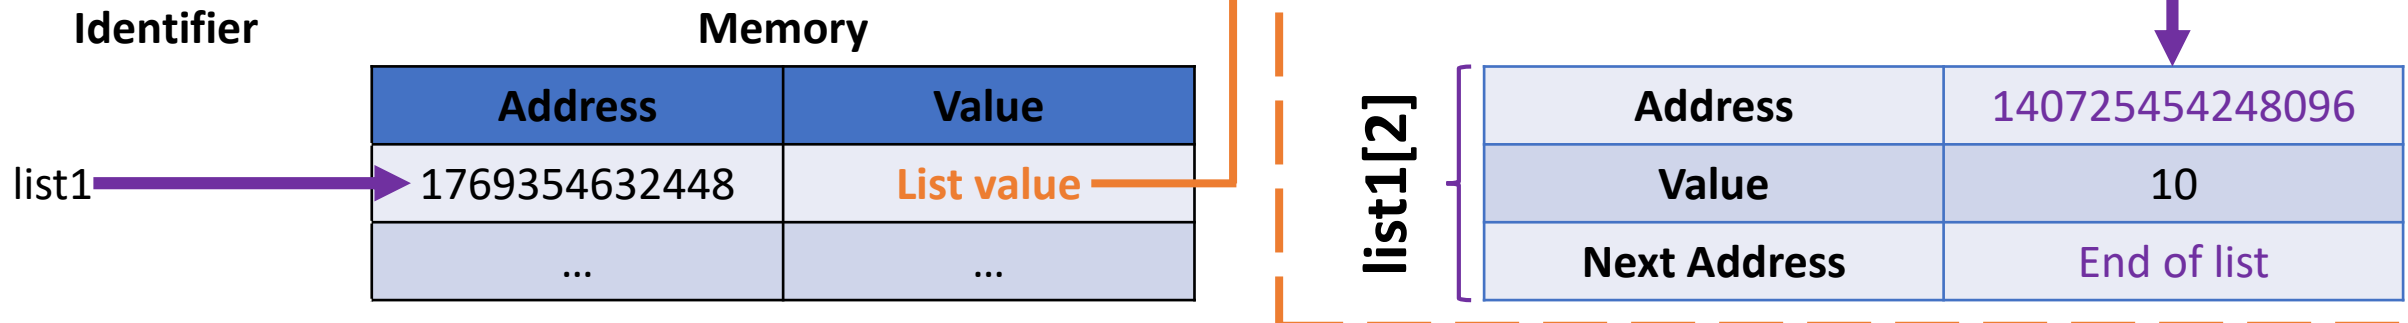 Identifier
Memory
Address Value
list1 1769354632448 List value
... ...
list1[2]
Address 140725454248096
Value 10
Next Address End of list